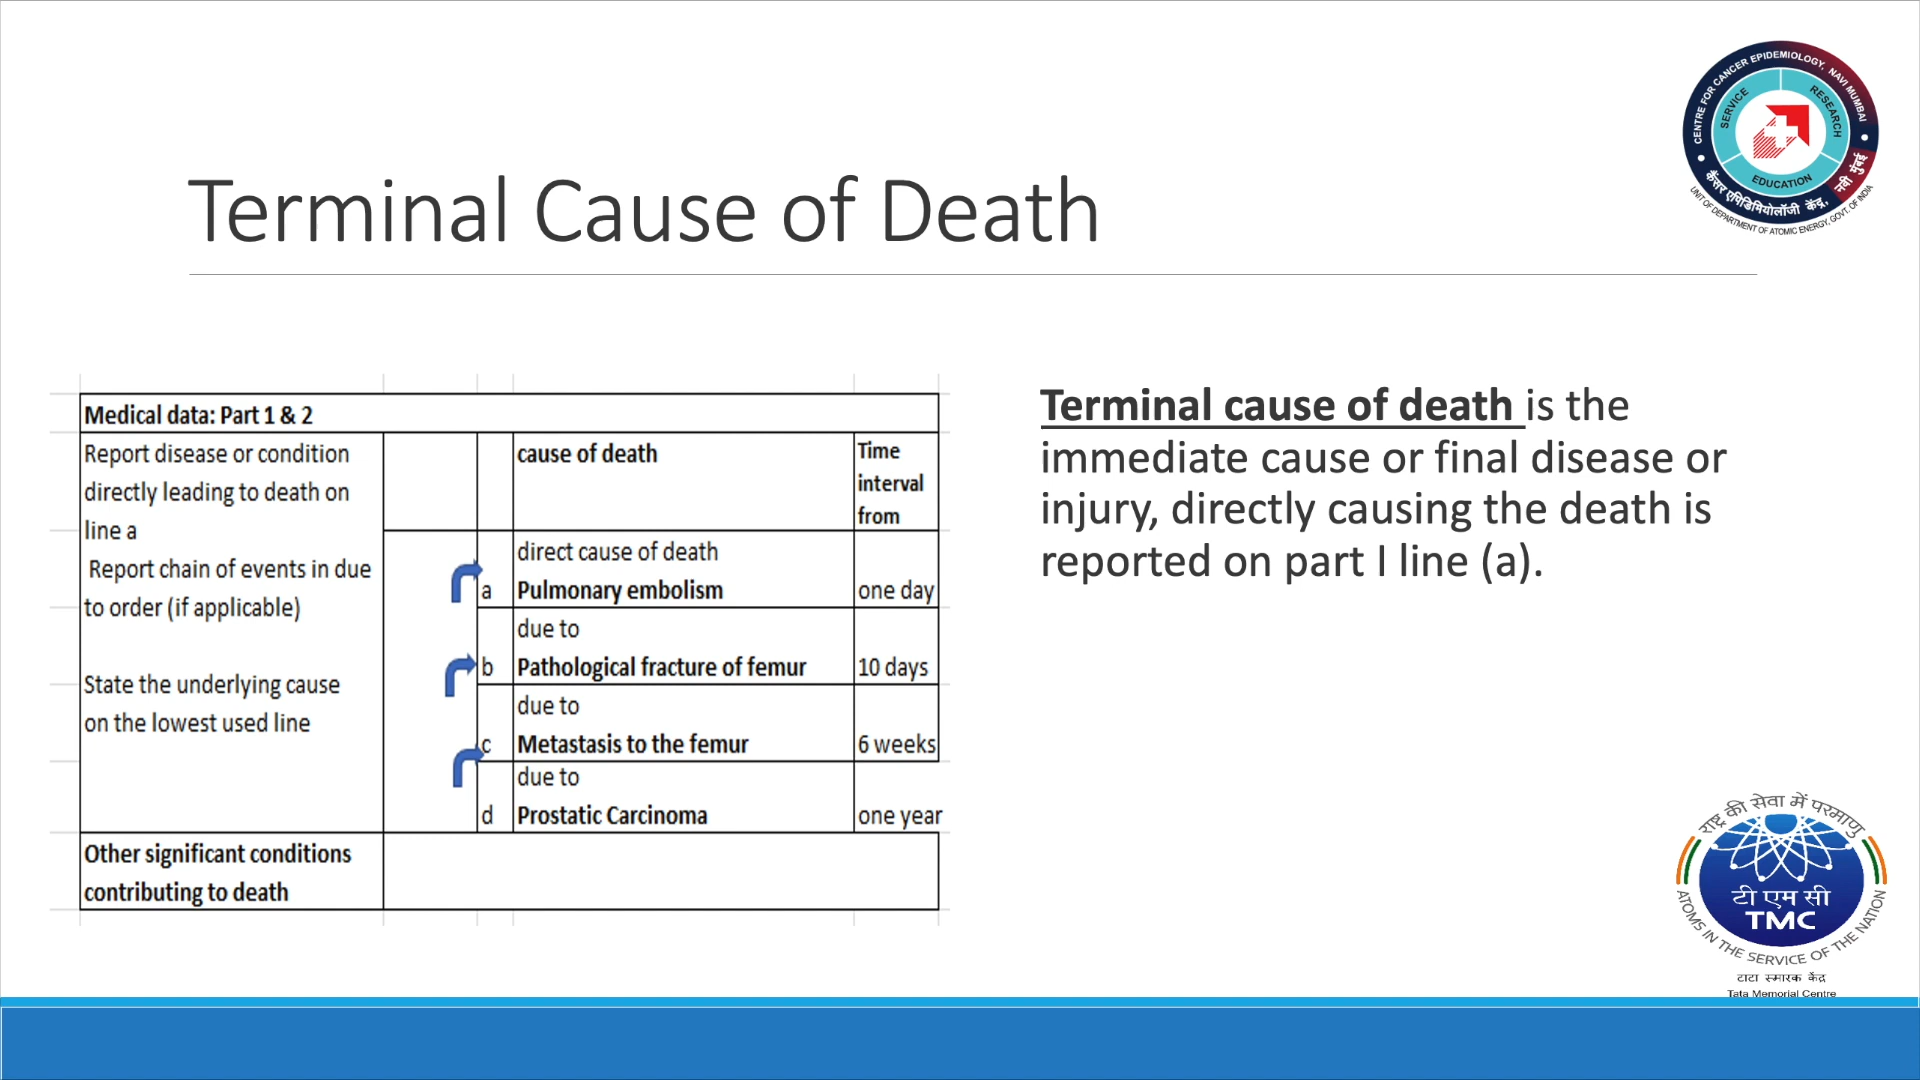 CENTRE FOR CANCER EPIDEMIOLOGY, NAVI MUMBAI
SERVICE
RESEARCH
EDUCATION
कैंसर एपिडिमियोलॉजी केंद्र, नवी मुंबई
UNIT OF DEPARTMENT OF ATOMIC ENERGY, GOVT. OF INDIA
Terminal Cause of Death
Medical data: Part 1 & 2
Report disease or condition
directly leading to death on
line a
Report chain of events in due
to order (if applicable)
State the underlying cause
on the lowest used line
cause of death
Time
interval
from
direct cause of death
a Pulmonary embolism one day
due to
b Pathological fracture of femur 10 days
due to
c Metastasis to the femur 6 weeks
due to
d Prostatic Carcinoma one year
Other significant conditions
contributing to death
Terminal cause of death is the
immediate cause or final disease or
injury, directly causing the death is
reported on part I line (a).
राष्ट्र की सेवा में परमाणु
टी एम सी
TMC
ATOMS IN THE SERVICE OF THE NATION
टाटा स्मारक केंद्र
Tata Memorial Centre